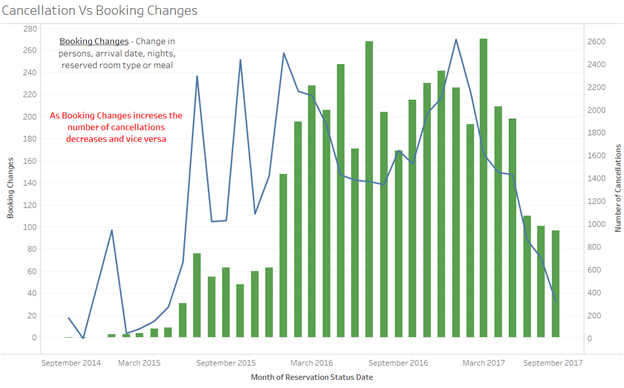 Cancellation Vs Booking Changes
Booking Changes - Change in
persons, arrival date, nights,
reserved room type or meal
As Booking Changes increses the
number of cancellations
decreases and vice versa
Booking Changes
280
260
240
220
200
180
160
140
120
100
80
60
40
20
0
2600
2400
2200
2000
1800
1600
1400
1200
1000
800
600
400
200
0
Number of Cancellations
September 2014
March 2015
September 2015
March 2016
September 2016
March 2017
September 2017
Month of Reservation Status Date